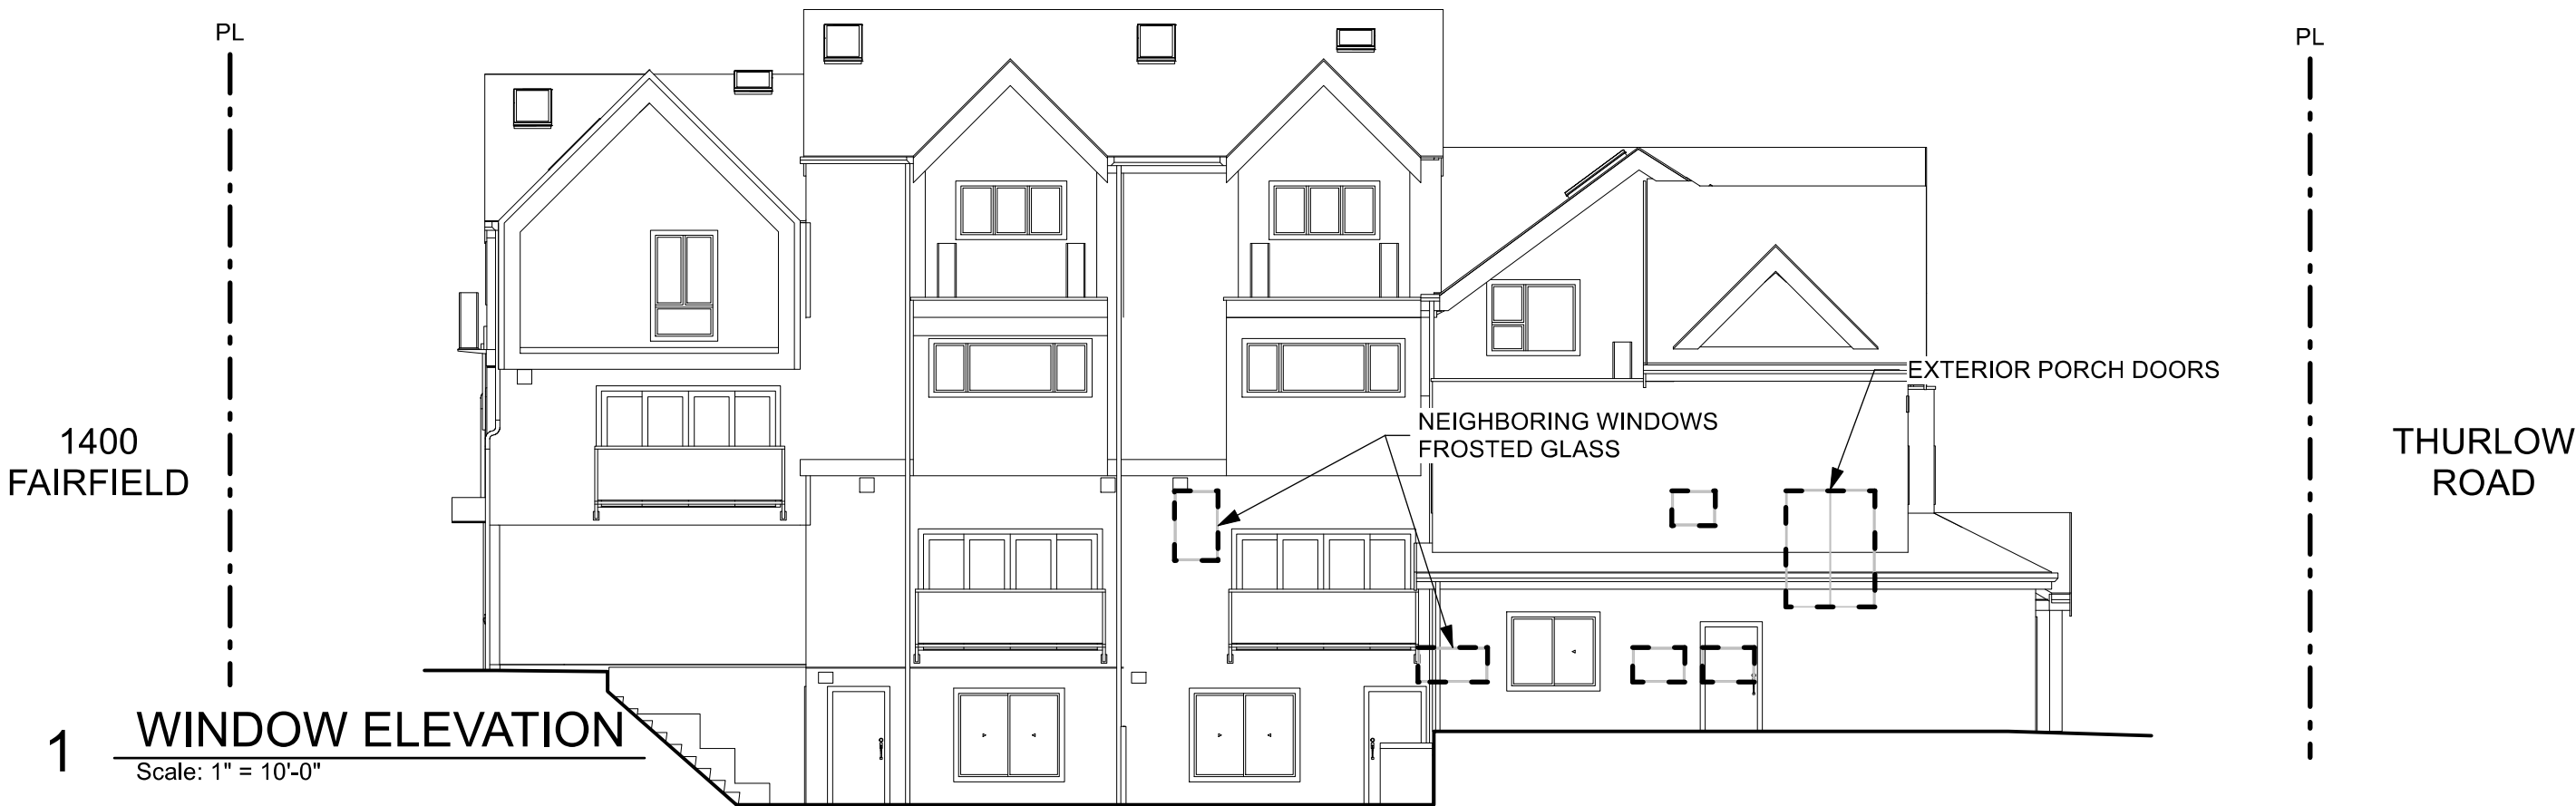 PL
PL
EXTERIOR PORCH DOORS
NEIGHBORING WINDOWS
FROSTED GLASS
1400
FAIRFIELD
THURLOW
ROAD
1
WINDOW ELEVATION
Scale: 1" = 10'-0"